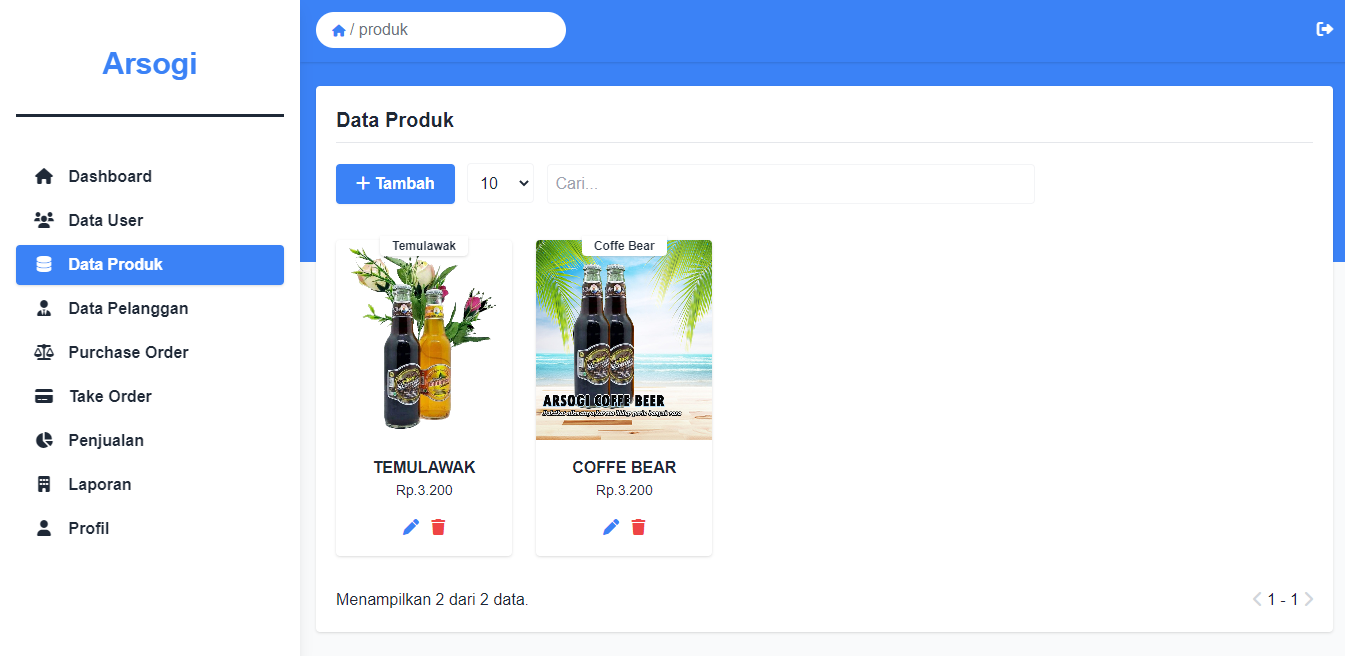 Arsogi
/ produk
Dashboard
Data User
Data Produk
Data Pelanggan
Purchase Order
Take Order
Penjualan
Laporan
Profil
Data Produk
Tambah
10
Cari...
Temulawak
Coffe Bear
ARSOGI COFFE BEER
TEMULAWAK
COFFE BEAR
Rp.3.200
Rp.3.200
Menampilkan 2 dari 2 data.
1 - 1